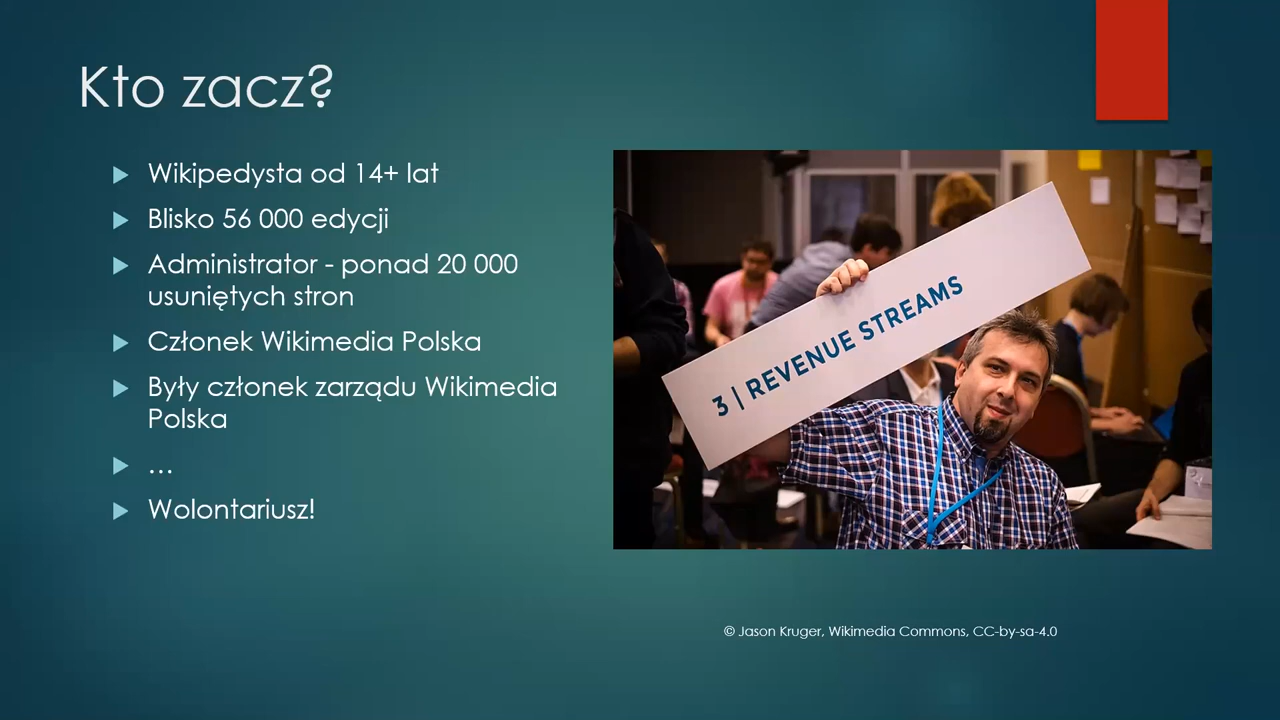 Kto zacz?
Wikipedysta od 14+ lat
Blisko 56 000 edycji
Administrator - ponad 20 000
usuniętych stron
Członek Wikimedia Polska
Były członek zarządu Wikimedia
Polska
...
Wolontariusz!
3 | REVENUE STREAMS
© Jason Kruger, Wikimedia Commons, CC-by-sa-4.0